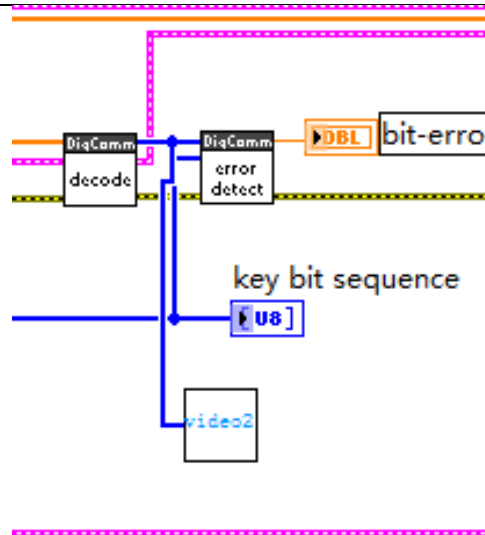 DigComm
decode
DigComm
error
detect
DBL
bit-erro
key bit sequence
U8
video2